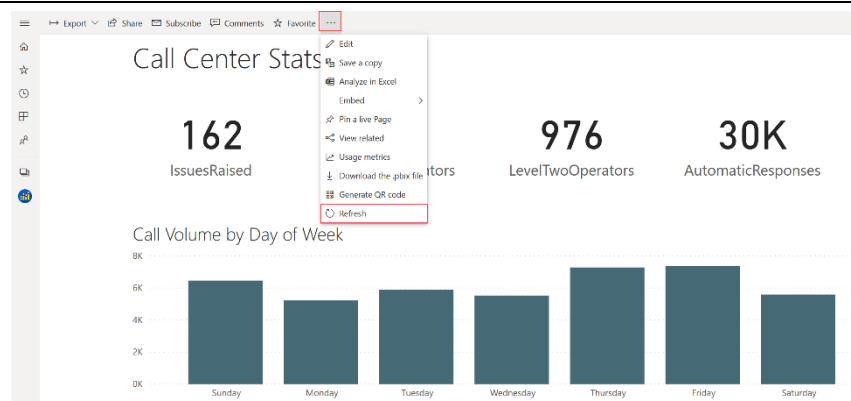 Export Share Subscribe Comments Favorite ...
Call Center Stats
Edit
Save a copy
Analyze in Excel
Embed
Pin a live Page
View related
Usage metrics
Download the .pbix file
Generate QR code
Refresh
162
IssuesRaised
976
LevelTwoOperators
30K
AutomaticResponses
Call Volume by Day of Week
8K
6K
4K
2K
0K
Sunday Monday Tuesday Wednesday Thursday Friday Saturday